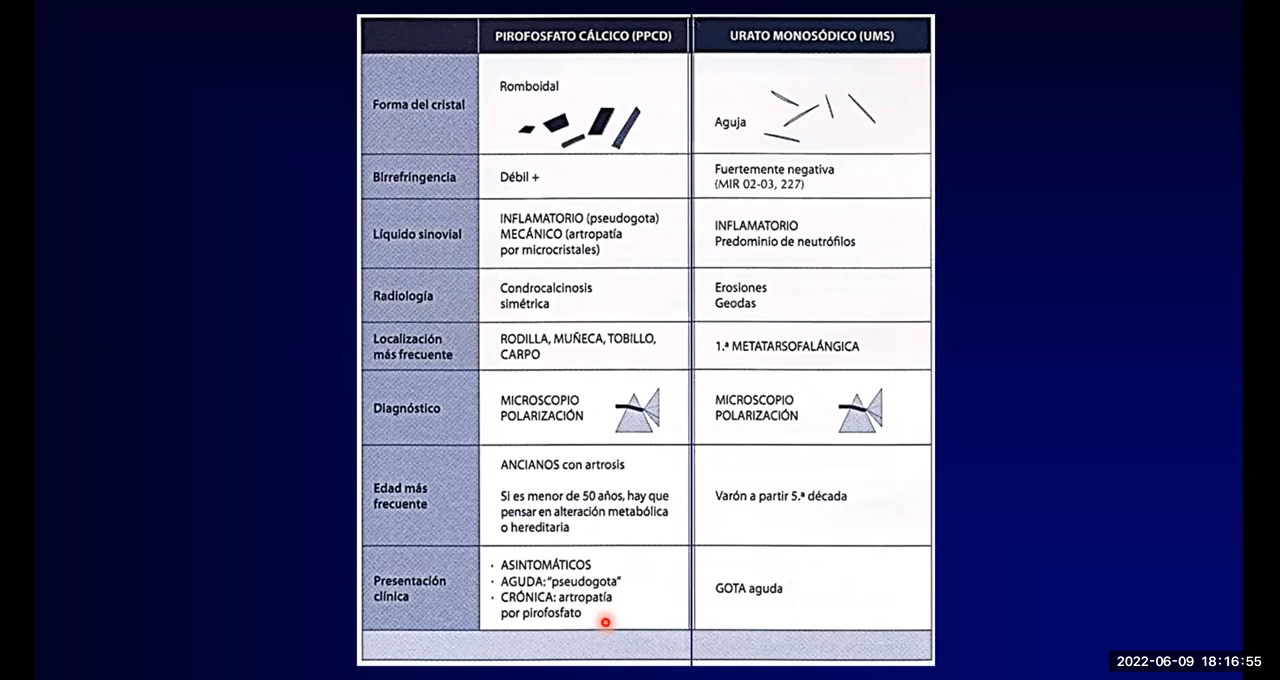 PIROFOSFATO CÁLCICO (PPCD)
URATO MONOSÓDICO (UMS)
Forma del cristal
Romboidal
Aguja
Birrefringencia
Débil +
Fuertemente negativa
(MIR 02-03, 227)
Líquido sinovial
INFLAMATORIO (pseudogota)
MECÁNICO (artropatía
por microcristales)
INFLAMATORIO
Predominio de neutrófilos
Radiología
Condrocalcinosis
simétrica
Erosiones
Geodas
Localización
más frecuente
RODILLA, MUÑECA, TOBILLO,
CARPO
1.ª METATARSOFALÁNGICA
Diagnóstico
MICROSCOPIO
POLARIZACIÓN
MICROSCOPIO
POLARIZACIÓN
Edad más
frecuente
ANCIANOS con artrosis
Si es menor de 50 años, hay que
pensar en alteración metabólica
o hereditaria
Varón a partir 5.ª década
Presentación
clínica
· ASINTOMÁTICOS
· AGUDA: "pseudogota"
· CRÓNICA: artropatía
por pirofosfato
GOTA aguda
2022-06-09 18:16:55